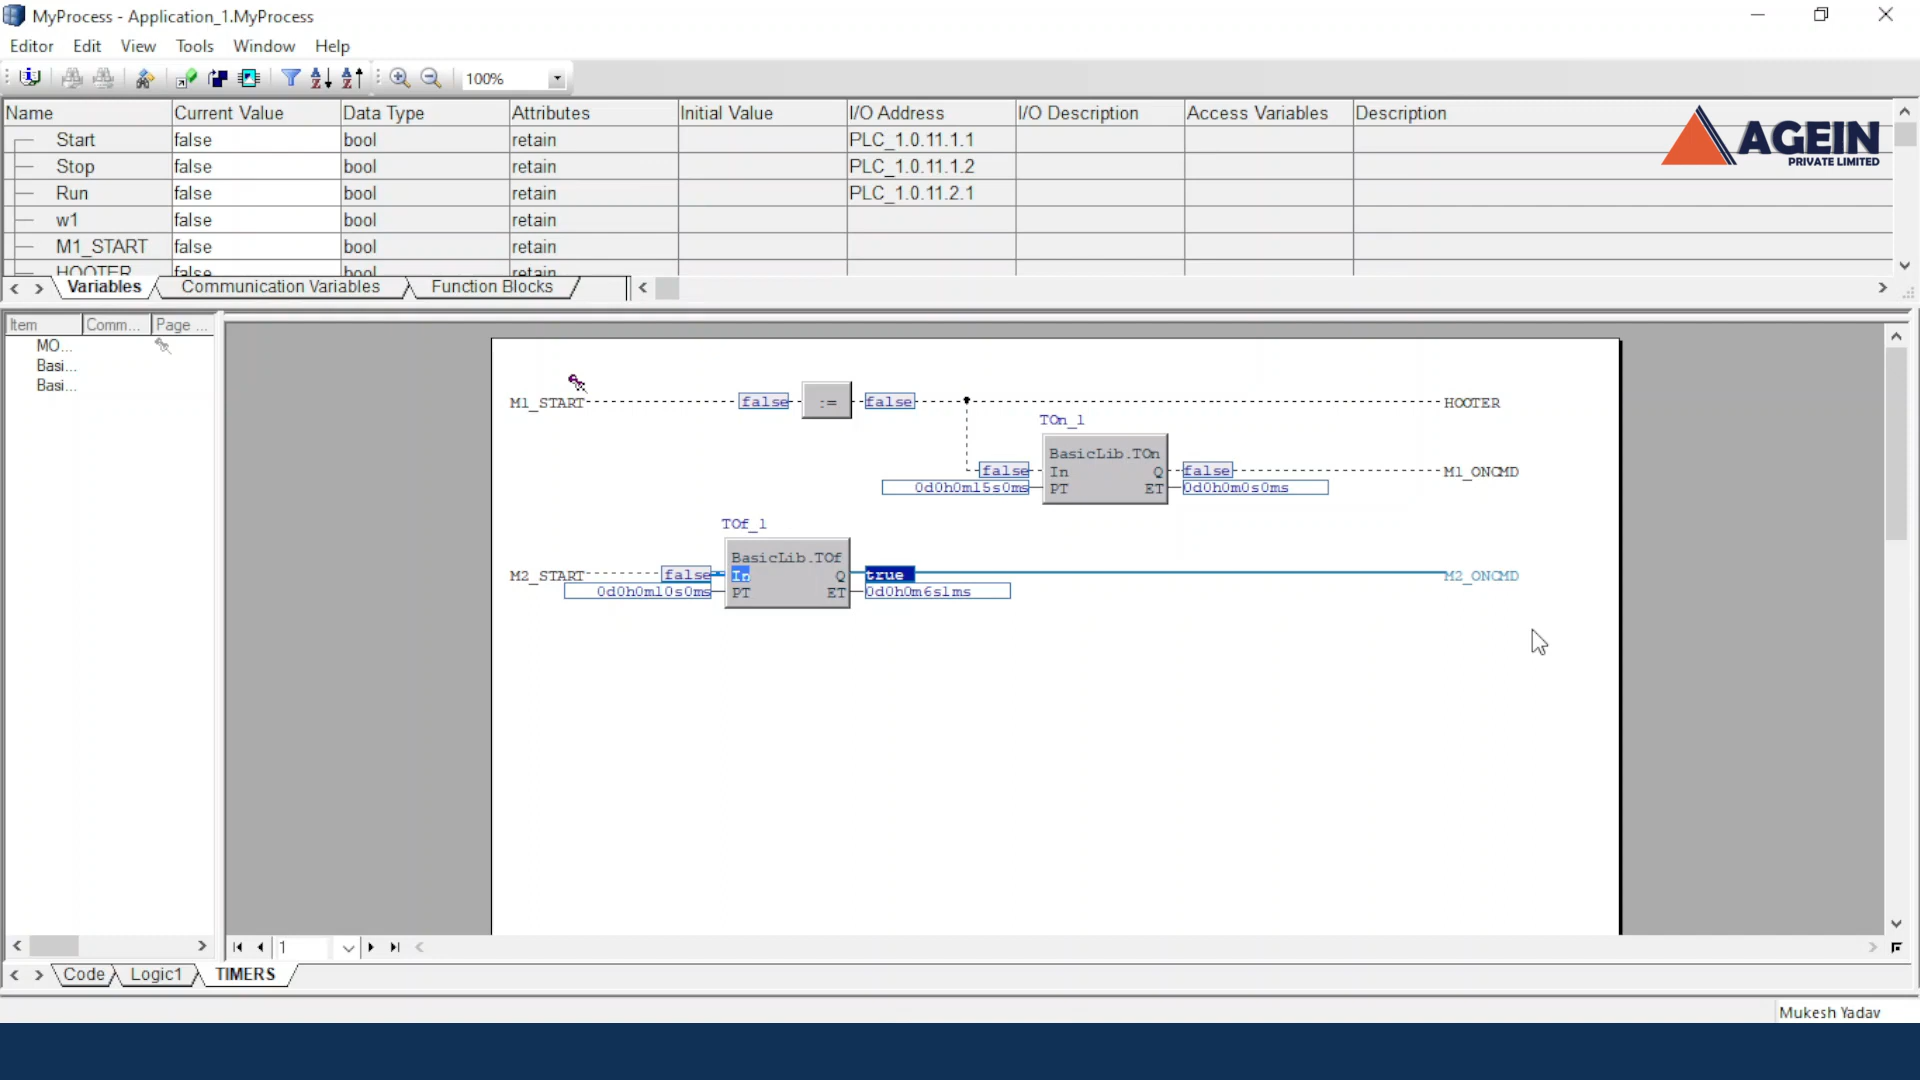 MyProcess - Application_1.MyProcess
Editor Edit View Tools Window Help
100%
Name Current Value Data Type Attributes Initial Value I/O Address I/O Description Access Variables Description
Start false bool retain PLC_1.0.11.1.1
Stop false bool retain PLC_1.0.11.1.2
Run false bool retain PLC_1.0.11.2.1
w1 false bool retain
M1_START false bool retain
HOOTER false bool retain
AGEIN
PRIVATE LIMITED
Variables Communication Variables Function Blocks
Item Comm... Page ...
MO...
Basi...
Basi...
M1_START false := false HOOTER
TOn_1
BasicLib.TOn
false In Q false M1_ONCMD
0d0h0m15s0ms PT ET 0d0h0m0s0ms
TOf_1
BasicLib.TOf
M2_START false In Q true M2_ONCMD
0d0h0m10s0ms PT ET 0d0h0m6s1ms
1
Code Logic1 TIMERS
Mukesh Yadav